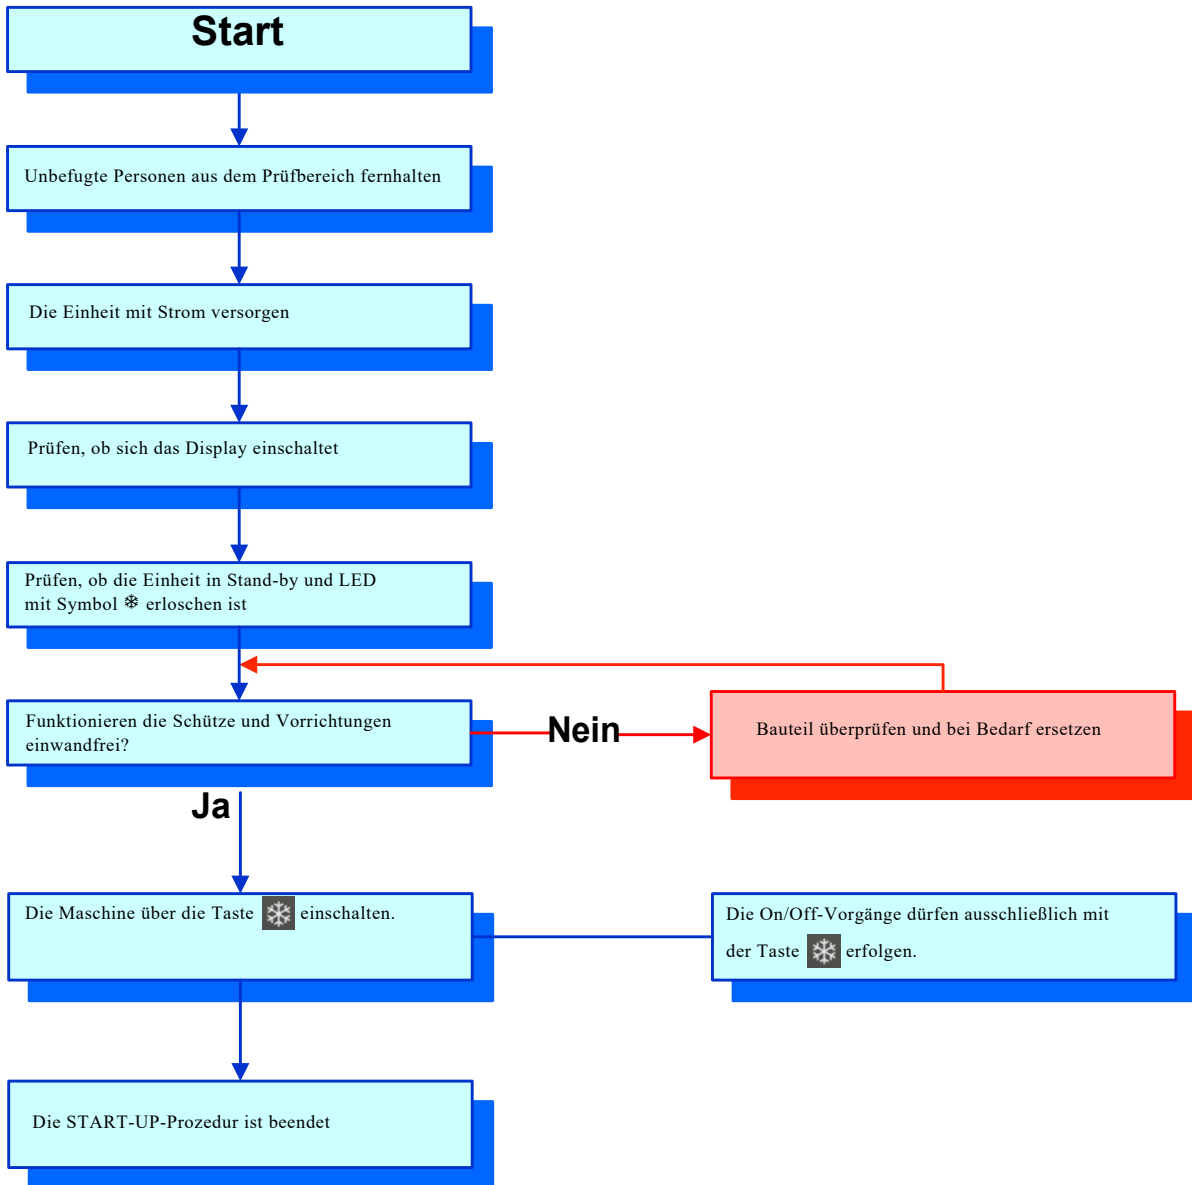 Start
Unbefugte Personen aus dem Prüfbereich fernhalten
Die Einheit mit Strom versorgen
Prüfen, ob sich das Display einschaltet
Prüfen, ob die Einheit in Stand-by und LED
mit Symbol ❄ erloschen ist
Funktionieren die Schütze und Vorrichtungen
einwandfrei?
Nein
Bauteil überprüfen und bei Bedarf ersetzen
Ja
Die Maschine über die Taste ❄ einschalten.
Die On/Off-Vorgänge dürfen ausschließlich mit
der Taste ❄ erfolgen.
Die START-UP-Prozedur ist beendet